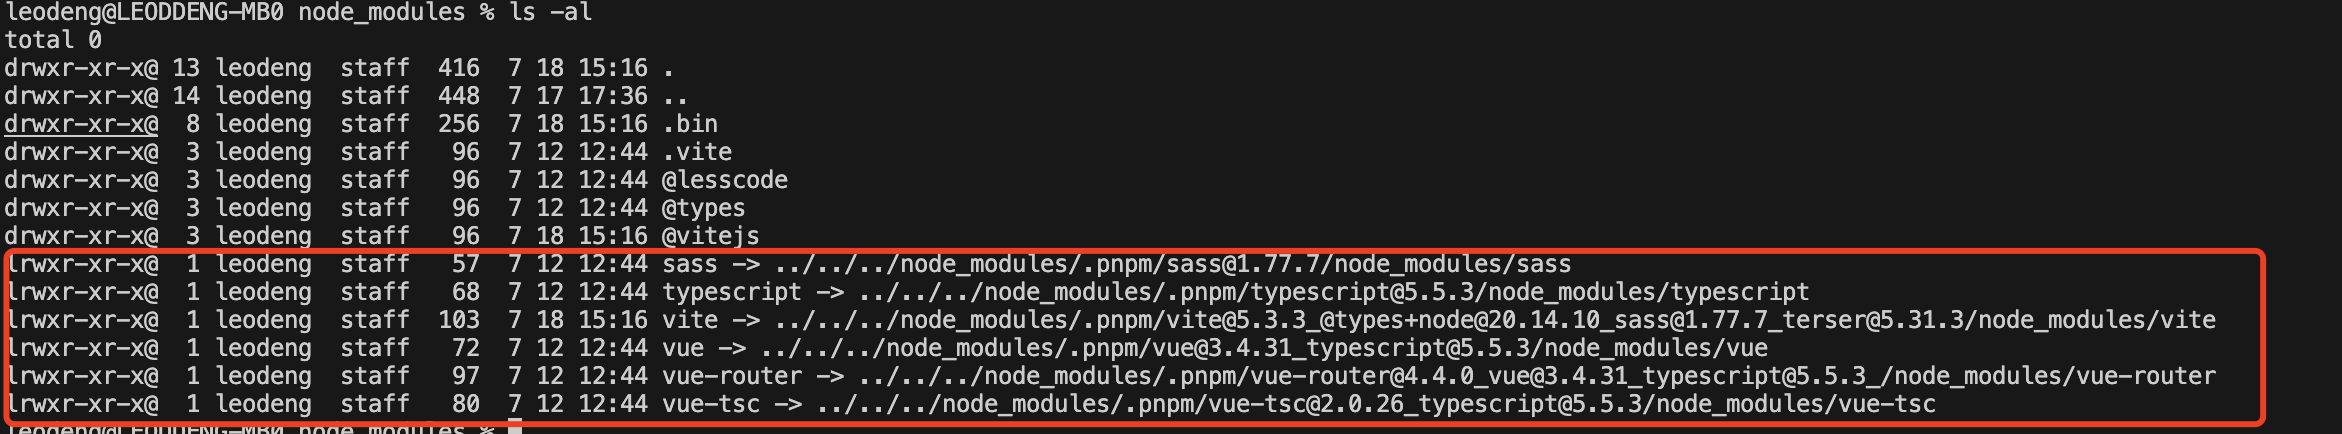 leodeng@LEODDENG-MB0 node_modules % ls -al
total 0
drwxr-xr-x@ 13 leodeng  staff  416  7 18 15:16 .
drwxr-xr-x@ 14 leodeng  staff  448  7 17 17:36 ..
drwxr-xr-x@  8 leodeng  staff  256  7 18 15:16 .bin
drwxr-xr-x@  3 leodeng  staff   96  7 12 12:44 .vite
drwxr-xr-x@  3 leodeng  staff   96  7 12 12:44 @lesscode
drwxr-xr-x@  3 leodeng  staff   96  7 12 12:44 @types
drwxr-xr-x@  3 leodeng  staff   96  7 18 15:16 @vitejs
lrwxr-xr-x@  1 leodeng  staff   57  7 12 12:44 sass -> ../../../node_modules/.pnpm/sass@1.77.7/node_modules/sass
lrwxr-xr-x@  1 leodeng  staff   68  7 12 12:44 typescript -> ../../../node_modules/.pnpm/typescript@5.5.3/node_modules/typescript
lrwxr-xr-x@  1 leodeng  staff  103  7 18 15:16 vite -> ../../../node_modules/.pnpm/vite@5.3.3_@types+node@20.14.10_sass@1.77.7_terser@5.31.3/node_modules/vite
lrwxr-xr-x@  1 leodeng  staff   72  7 12 12:44 vue -> ../../../node_modules/.pnpm/vue@3.4.31_typescript@5.5.3/node_modules/vue
lrwxr-xr-x@  1 leodeng  staff   97  7 12 12:44 vue-router -> ../../../node_modules/.pnpm/vue-router@4.4.0_vue@3.4.31_typescript@5.5.3_/node_modules/vue-router
lrwxr-xr-x@  1 leodeng  staff   80  7 12 12:44 vue-tsc -> ../../../node_modules/.pnpm/vue-tsc@2.0.26_typescript@5.5.3/node_modules/vue-tsc
leodeng@LEODDENG-MB0 node_modules %